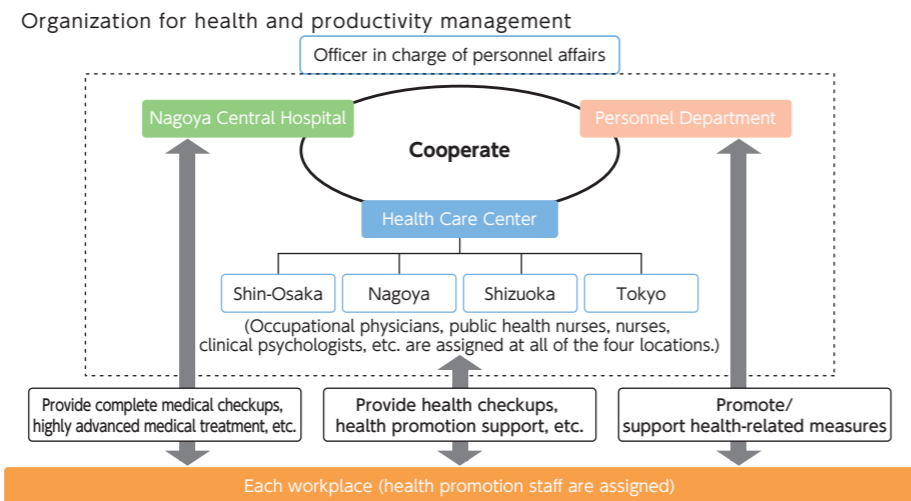 Organization for health and productivity management
Officer in charge of personnel affairs
Nagoya Central Hospital
Personnel Department
Cooperate
Health Care Center
Shin-Osaka
Nagoya
Shizuoka
Tokyo
(Occupational physicians, public health nurses, nurses,
clinical psychologists, etc. are assigned at all of the four locations.)
Provide complete medical checkups,
highly advanced medical treatment, etc.
Provide health checkups,
health promotion support, etc.
Promote/
support health-related measures
Each workplace (health promotion staff are assigned)